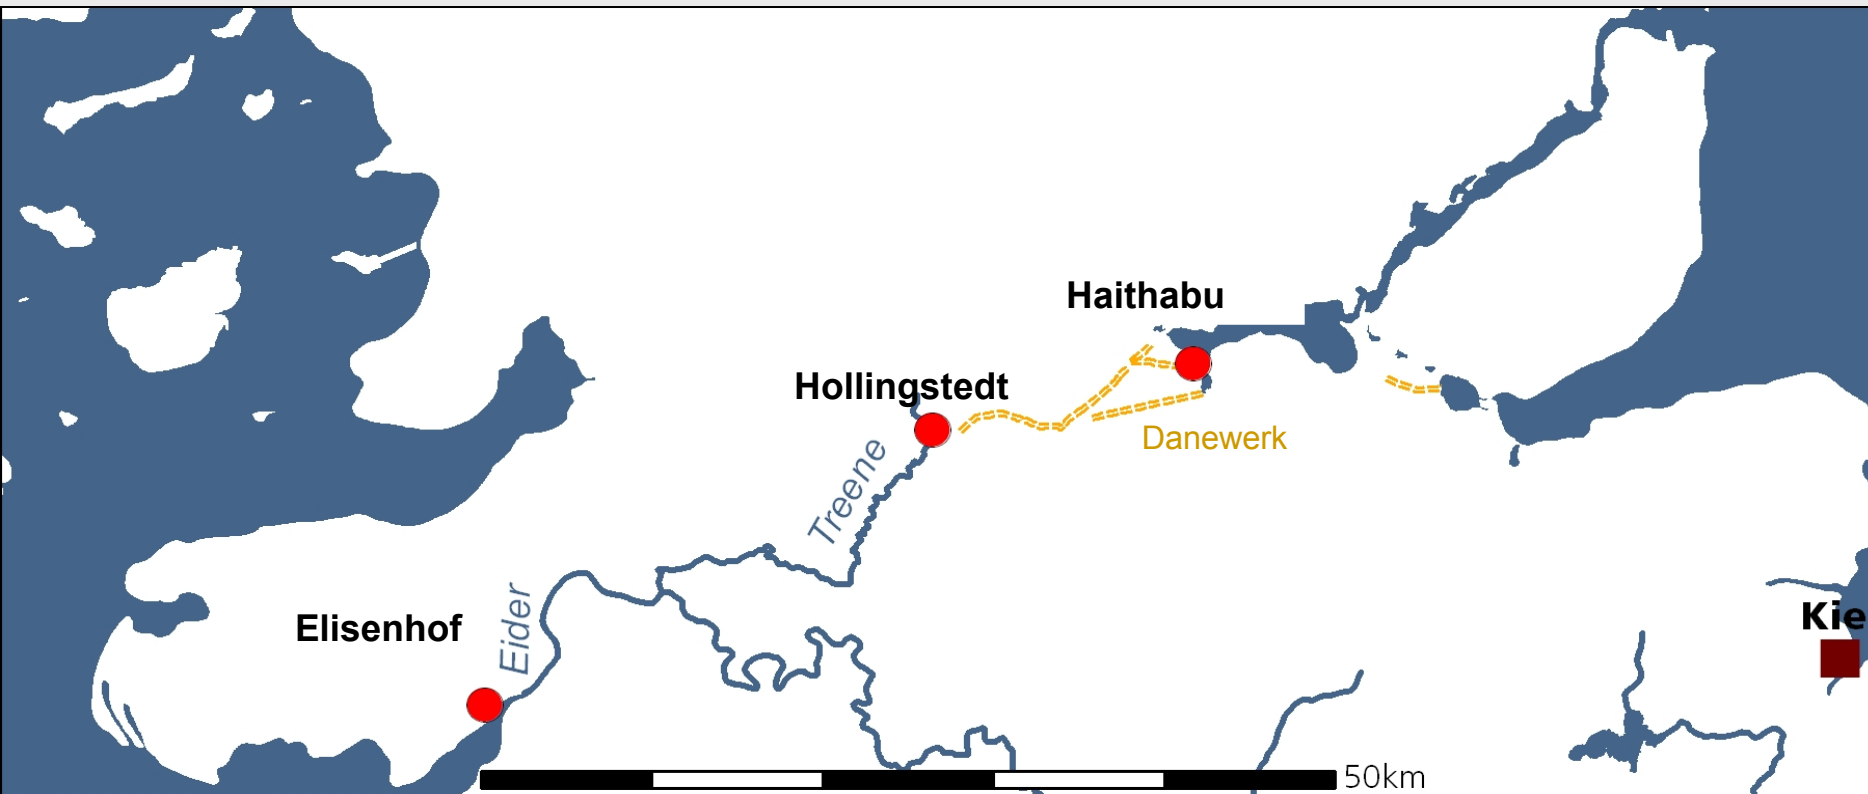 Haithabu
Hollingstedt
Danewerk
Treene
Eider
Elisenhof
Kie
50km